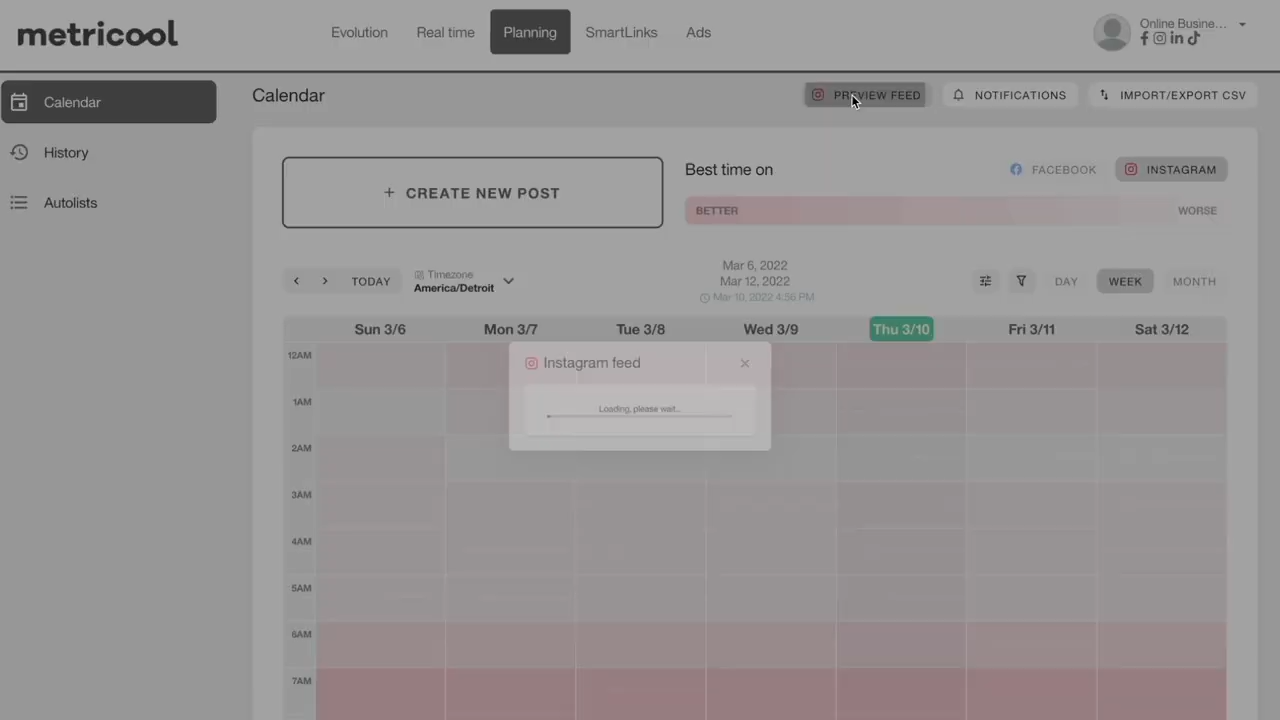 metricool
Evolution
Real time
Planning
SmartLinks
Ads
Online Busine...
Calendar
History
Autolists
Calendar
PREVIEW FEED
NOTIFICATIONS
IMPORT/EXPORT CSV
+ CREATE NEW POST
Best time on
FACEBOOK
INSTAGRAM
BETTER
WORSE
TODAY
Timezone
America/Detroit
Mar 6, 2022
Mar 12, 2022
Mar 10, 2022 4:56 PM
DAY
WEEK
MONTH
Sun 3/6
Mon 3/7
Tue 3/8
Wed 3/9
Thu 3/10
Fri 3/11
Sat 3/12
Instagram feed
Loading, please wait...
12AM
1AM
2AM
3AM
4AM
5AM
6AM
7AM